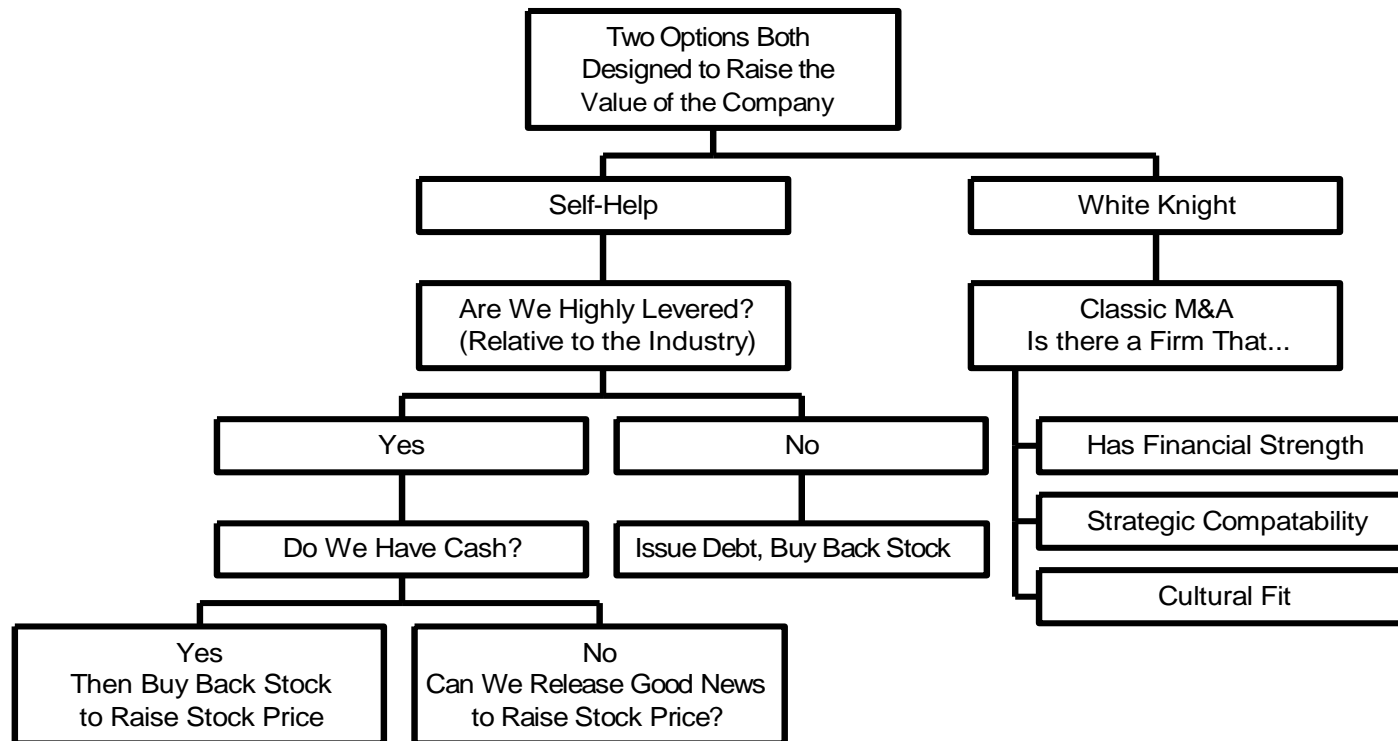 Two Options Both
Designed to Raise the
Value of the Company
Self-Help
White Knight
Are We Highly Levered?
(Relative to the Industry)
Classic M&A
Is there a Firm That...
Yes
No
Has Financial Strength
Do We Have Cash?
Issue Debt, Buy Back Stock
Strategic Compatability
Cultural Fit
Yes
Then Buy Back Stock
to Raise Stock Price
No
Can We Release Good News
to Raise Stock Price?